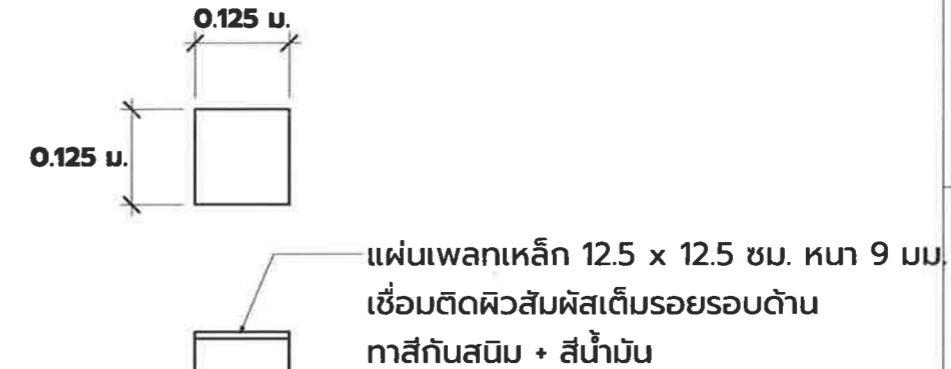 0.125 ม.
0.125 ม.
แผ่นเพลทเหล็ก 12.5 x 12.5 ซม. หนา 9 มม.
เชื่อมติดผิวสัมผัสเต็มรอยรอบด้าน
ทาสีกันสนิม + สีน้ำมัน